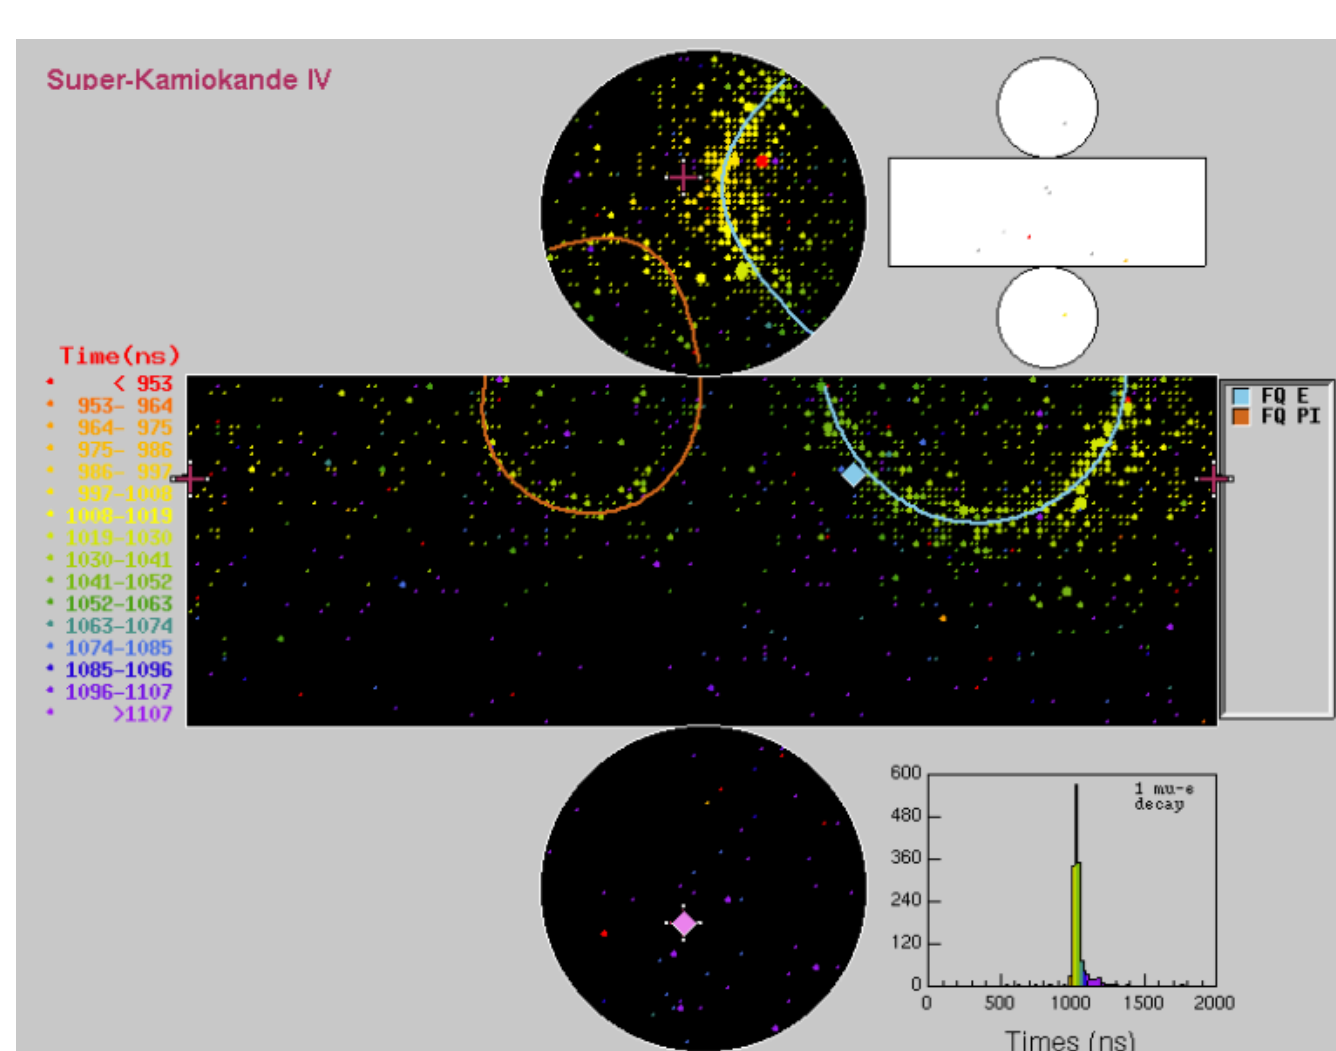 Super-Kamiokande IV
Time(ns)
< 953
953- 964
964- 975
975- 986
986- 997
997-1008
1008-1019
1019-1030
1030-1041
1041-1052
1052-1063
1063-1074
1074-1085
1085-1096
1096-1107
>1107
FQ E
FQ PI
1 mu-e
decay
600
480
360
240
120
0
0 500 1000 1500 2000
Times (ns)